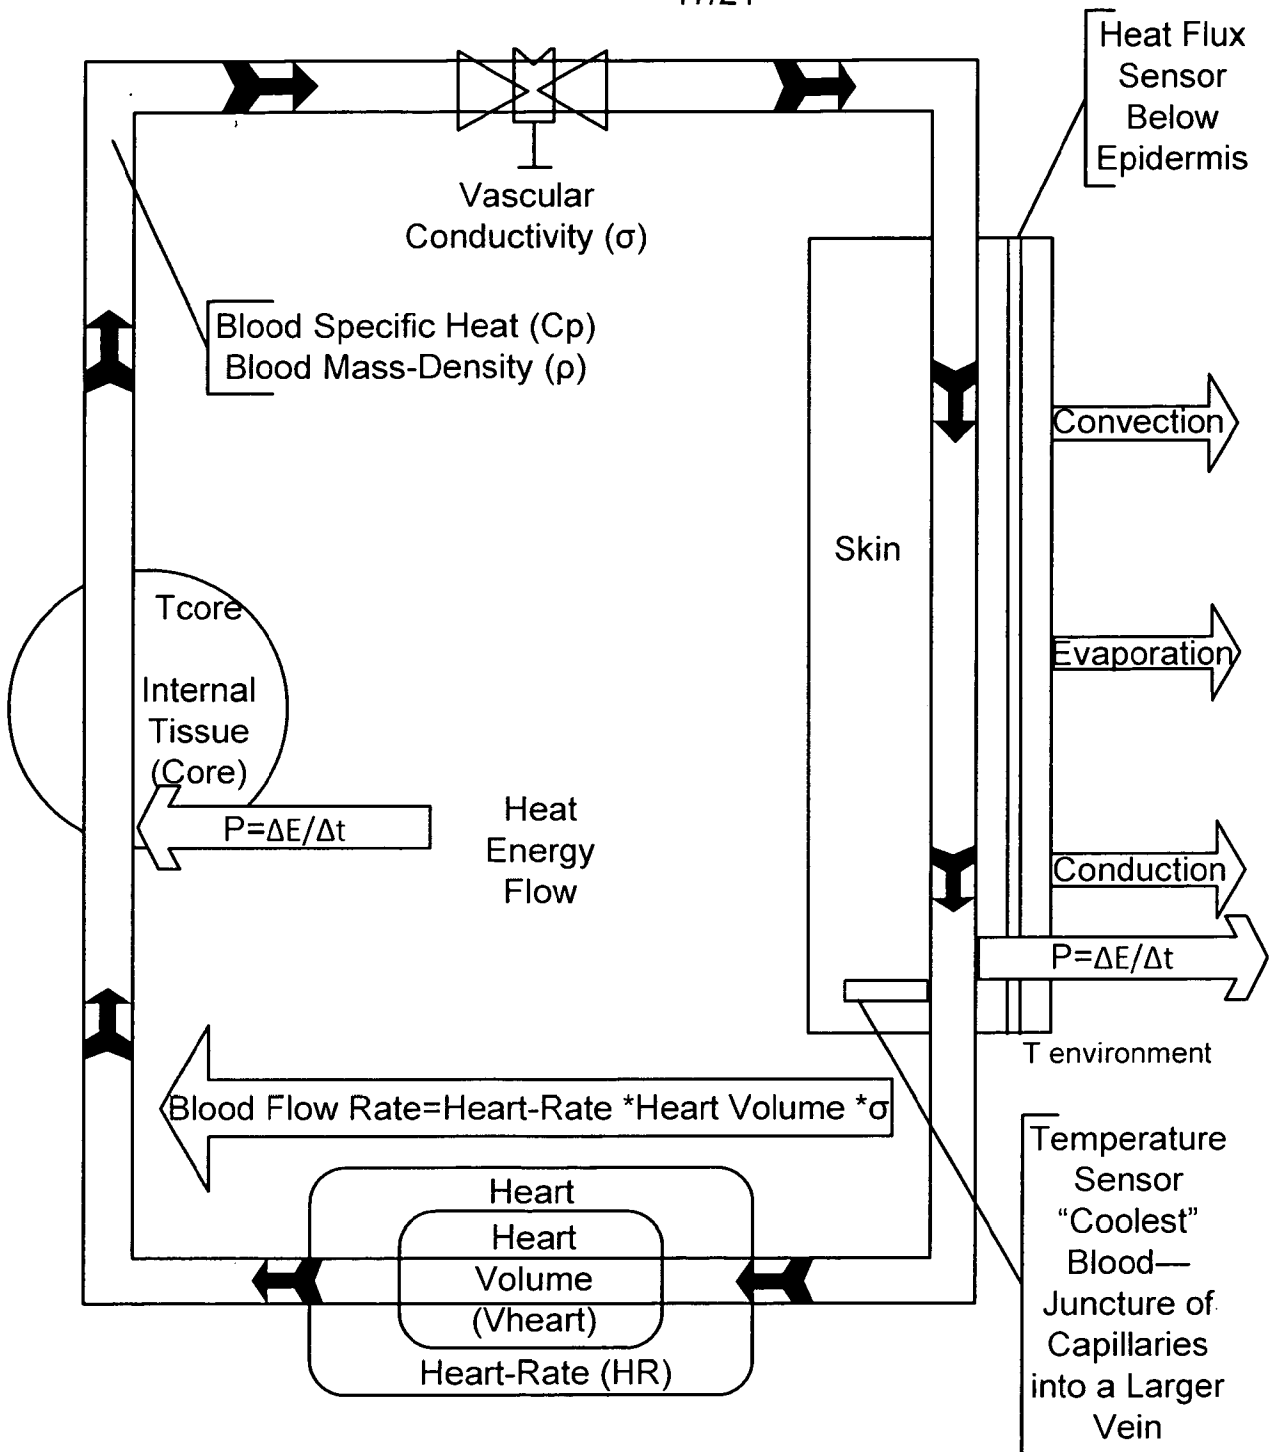 Heat Flux
Sensor
Below
Epidermis
Vascular
Conductivity (σ)
Blood Specific Heat (Cp)
Blood Mass-Density (ρ)
Convection
Skin
Tcore
Internal
Tissue
(Core)
Evaporation
P=ΔE/Δt
Heat
Energy
Flow
Conduction
P=ΔE/Δt
T environment
Blood Flow Rate=Heart-Rate *Heart Volume *σ
Temperature
Sensor
“Coolest”
Blood—
Juncture of
Capillaries
into a Larger
Vein
Heart
Heart
Volume
(Vheart)
Heart-Rate (HR)